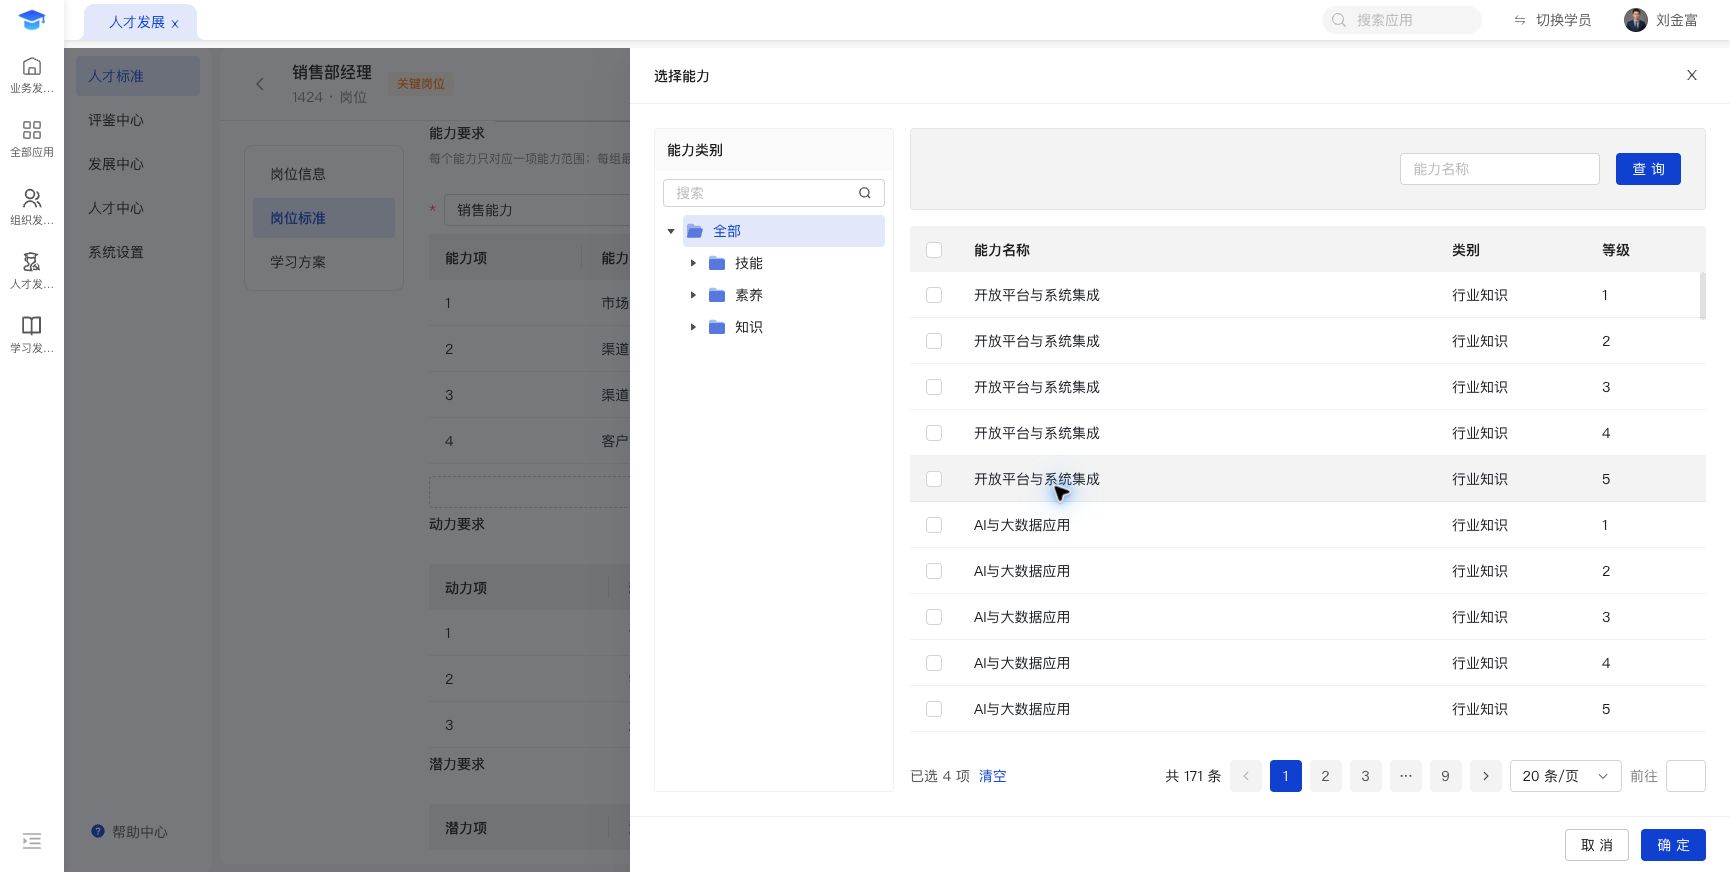 人才发展 x
搜索应用
切换学员
刘金富
业务发...
全部应用
组织发...
人才发...
学习发...
人才标准
评鉴中心
发展中心
人才中心
系统设置
帮助中心
销售部经理
1424 · 岗位
关键岗位
岗位信息
岗位标准
学习方案
能力要求
每个能力只对应一项能力范围；每组最
* 销售能力
能力项 能力
1 市场
2 渠道
3 渠道
4 客户
动力要求
动力项
1
2
3
潜力要求
潜力项
选择能力
X
能力类别
搜索
全部
技能
素养
知识
能力名称
查 询
能力名称 类别 等级
开放平台与系统集成 行业知识 1
开放平台与系统集成 行业知识 2
开放平台与系统集成 行业知识 3
开放平台与系统集成 行业知识 4
开放平台与系统集成 行业知识 5
AI与大数据应用 行业知识 1
AI与大数据应用 行业知识 2
AI与大数据应用 行业知识 3
AI与大数据应用 行业知识 4
AI与大数据应用 行业知识 5
已选 4 项 清空
共 171 条 < 1 2 3 ··· 9 > 20 条/页 前往
取 消
确 定